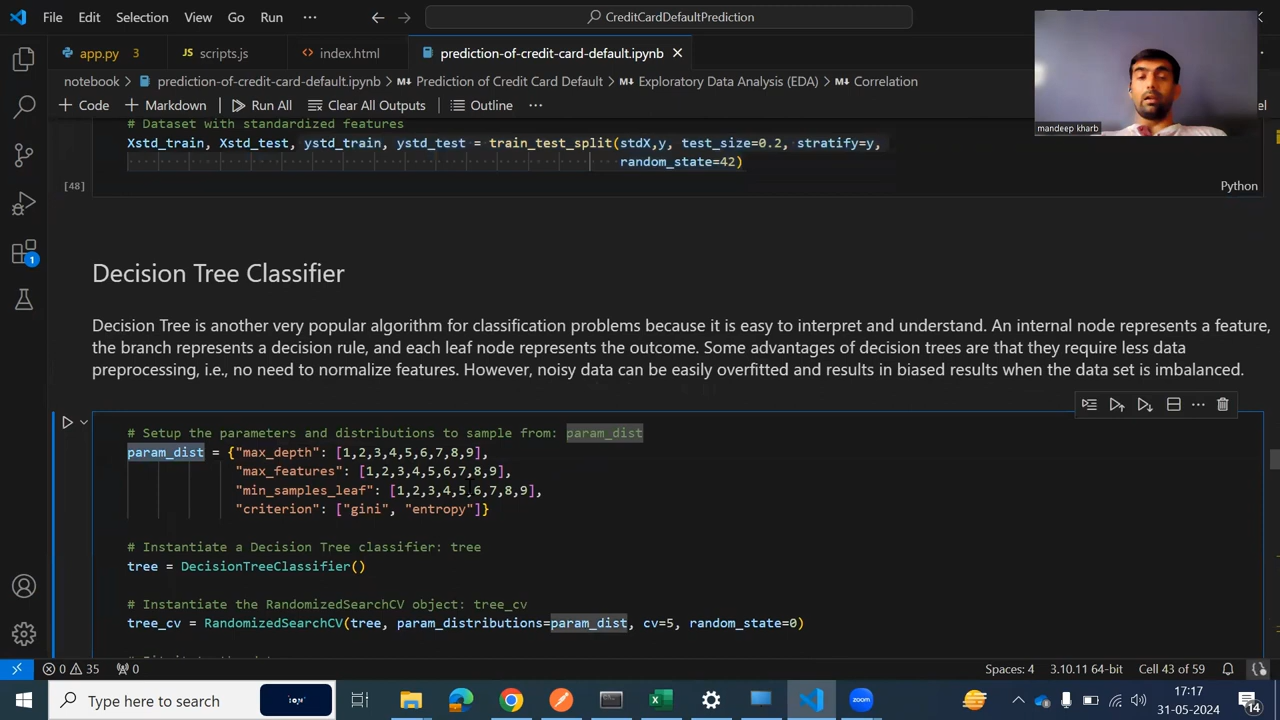 File Edit Selection View Go Run ···
CreditCardDefaultPrediction
app.py 3 JS scripts.js <> index.html prediction-of-credit-card-default.ipynb
notebook > prediction-of-credit-card-default.ipynb > Prediction of Credit Card Default > Exploratory Data Analysis (EDA) > Correlation
+ Code + Markdown Run All Clear All Outputs Outline ···
mandeep kharb
# Dataset with standardized features
Xstd_train, Xstd_test, ystd_train, ystd_test = train_test_split(stdX,y, test_size=0.2, stratify=y,
random_state=42)
[48]
Python
Decision Tree Classifier
Decision Tree is another very popular algorithm for classification problems because it is easy to interpret and understand. An internal node represents a feature,
the branch represents a decision rule, and each leaf node represents the outcome. Some advantages of decision trees are that they require less data
preprocessing, i.e., no need to normalize features. However, noisy data can be easily overfitted and results in biased results when the data set is imbalanced.
# Setup the parameters and distributions to sample from: param_dist
param_dist = {"max_depth": [1,2,3,4,5,6,7,8,9],
"max_features": [1,2,3,4,5,6,7,8,9],
"min_samples_leaf": [1,2,3,4,5,6,7,8,9],
"criterion": ["gini", "entropy"]}
# Instantiate a Decision Tree classifier: tree
tree = DecisionTreeClassifier()
# Instantiate the RandomizedSearchCV object: tree_cv
tree_cv = RandomizedSearchCV(tree, param_distributions=param_dist, cv=5, random_state=0)
1
0 35 0 Spaces: 4 3.10.11 64-bit Cell 43 of 59
Type here to search
17:17
31-05-2024
14